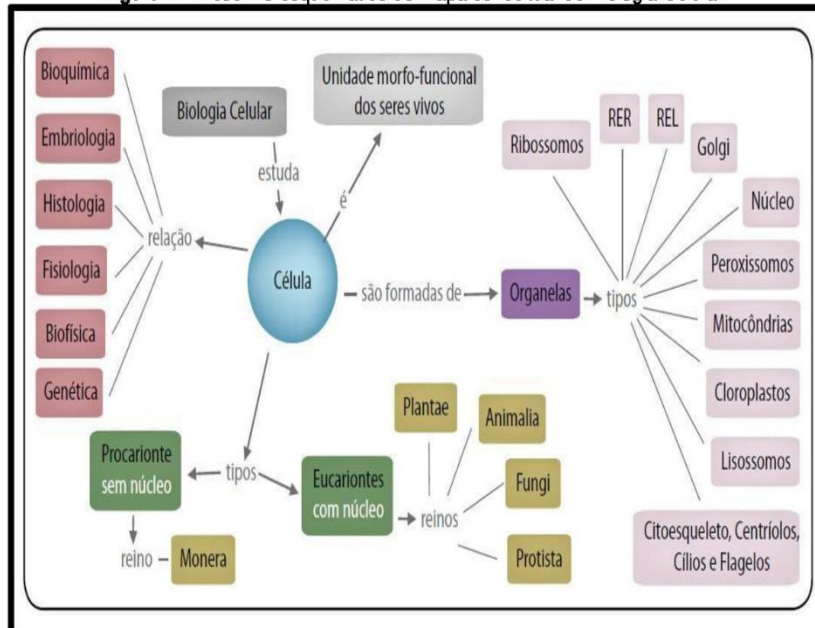 Bioquímica
Embriologia
Histologia
Fisiologia
Biofísica
Genética
relação
Biologia Celular
estuda
Unidade morfo-funcional
dos seres vivos
é
Célula
são formadas de
Organelas
tipos
Ribossomos
RER
REL
Golgi
Núcleo
Peroxissomos
Mitocôndrias
Cloroplastos
Lisossomos
Citoesqueleto, Centríolos,
Cílios e Flagelos
tipos
Procarionte
sem núcleo
reino
Monera
Eucariontes
com núcleo
reinos
Plantae
Animalia
Fungi
Protista